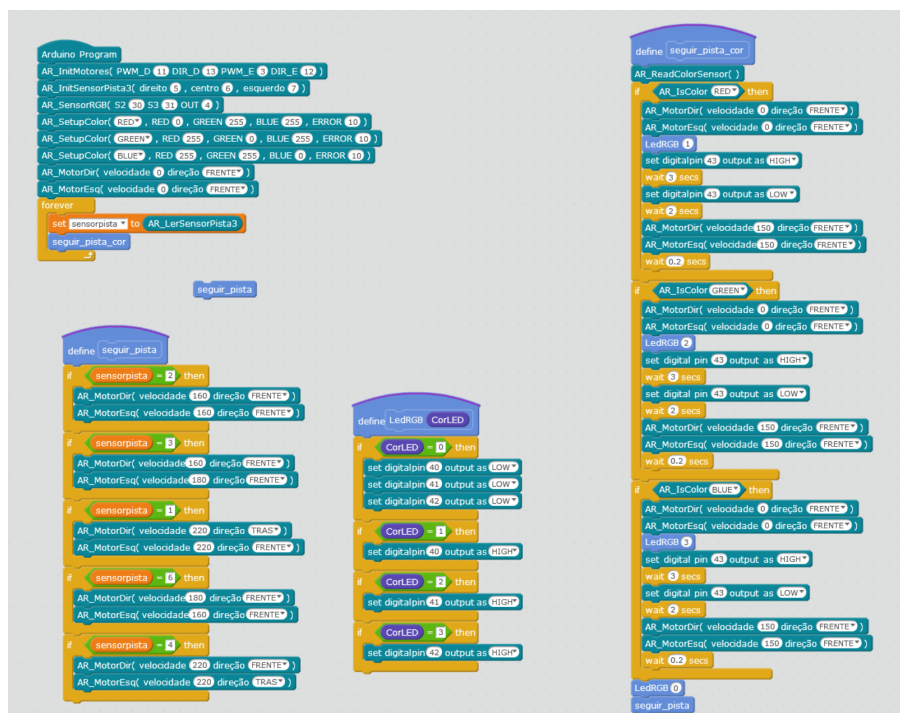 Arduino Program
AR_InitMotores( PWM_D 11 DIR_D 13 PWM_E 3 DIR_E 12 )
AR_InitSensorPista3( direito 5 , centro 6 , esquerdo 7 )
AR_SensorRGB( S2 30 S3 31 OUT 4 )
AR_SetupColor( RED , RED 0 , GREEN 255 , BLUE 255 , ERROR 10 )
AR_SetupColor( GREEN , RED 255 , GREEN 0 , BLUE 255 , ERROR 10 )
AR_SetupColor( BLUE , RED 255 , GREEN 255 , BLUE 0 , ERROR 10 )
AR_MotorDir( velocidade 0 direção FRENTE )
AR_MotorEsq( velocidade 0 direção FRENTE )
forever
set sensorpista to AR_LerSensorPista3
seguir_pista_cor
seguir_pista
define seguir_pista
if sensorpista = 2 then
AR_MotorDir( velocidade 160 direção FRENTE )
AR_MotorEsq( velocidade 160 direção FRENTE )
if sensorpista = 3 then
AR_MotorDir( velocidade 160 direção FRENTE )
AR_MotorEsq( velocidade 180 direção FRENTE )
if sensorpista = 1 then
AR_MotorDir( velocidade 220 direção TRAS )
AR_MotorEsq( velocidade 220 direção FRENTE )
if sensorpista = 6 then
AR_MotorDir( velocidade 180 direção FRENTE )
AR_MotorEsq( velocidade 160 direção FRENTE )
if sensorpista = 4 then
AR_MotorDir( velocidade 220 direção FRENTE )
AR_MotorEsq( velocidade 220 direção TRAS )
define LedRGB CorLED
if CorLED = 0 then
set digitalpin 40 output as LOW
set digitalpin 41 output as LOW
set digitalpin 42 output as LOW
if CorLED = 1 then
set digitalpin 40 output as HIGH
if CorLED = 2 then
set digitalpin 41 output as HIGH
if CorLED = 3 then
set digitalpin 42 output as HIGH
define seguir_pista_cor
AR_ReadColorSensor( )
if AR_IsColor RED then
AR_MotorDir( velocidade 0 direção FRENTE )
AR_MotorEsq( velocidade 0 direção FRENTE )
LedRGB 1
set digitalpin 43 output as HIGH
wait 3 secs
set digitalpin 43 output as LOW
wait 2 secs
AR_MotorDir( velocidade 150 direção FRENTE )
AR_MotorEsq( velocidade 150 direção FRENTE )
wait 0.2 secs
if AR_IsColor GREEN then
AR_MotorDir( velocidade 0 direção FRENTE )
AR_MotorEsq( velocidade 0 direção FRENTE )
LedRGB 2
set digital pin 43 output as HIGH
wait 3 secs
set digital pin 43 output as LOW
wait 2 secs
AR_MotorDir( velocidade 150 direção FRENTE )
AR_MotorEsq( velocidade 150 direção FRENTE )
wait 0.2 secs
if AR_IsColor BLUE then
AR_MotorDir( velocidade 0 direção FRENTE )
AR_MotorEsq( velocidade 0 direção FRENTE )
LedRGB 3
set digital pin 43 output as HIGH
wait 3 secs
set digital pin 43 output as LOW
wait 2 secs
AR_MotorDir( velocidade 150 direção FRENTE )
AR_MotorEsq( velocidade 150 direção FRENTE )
wait 0.2 secs
LedRGB 0
seguir_pista